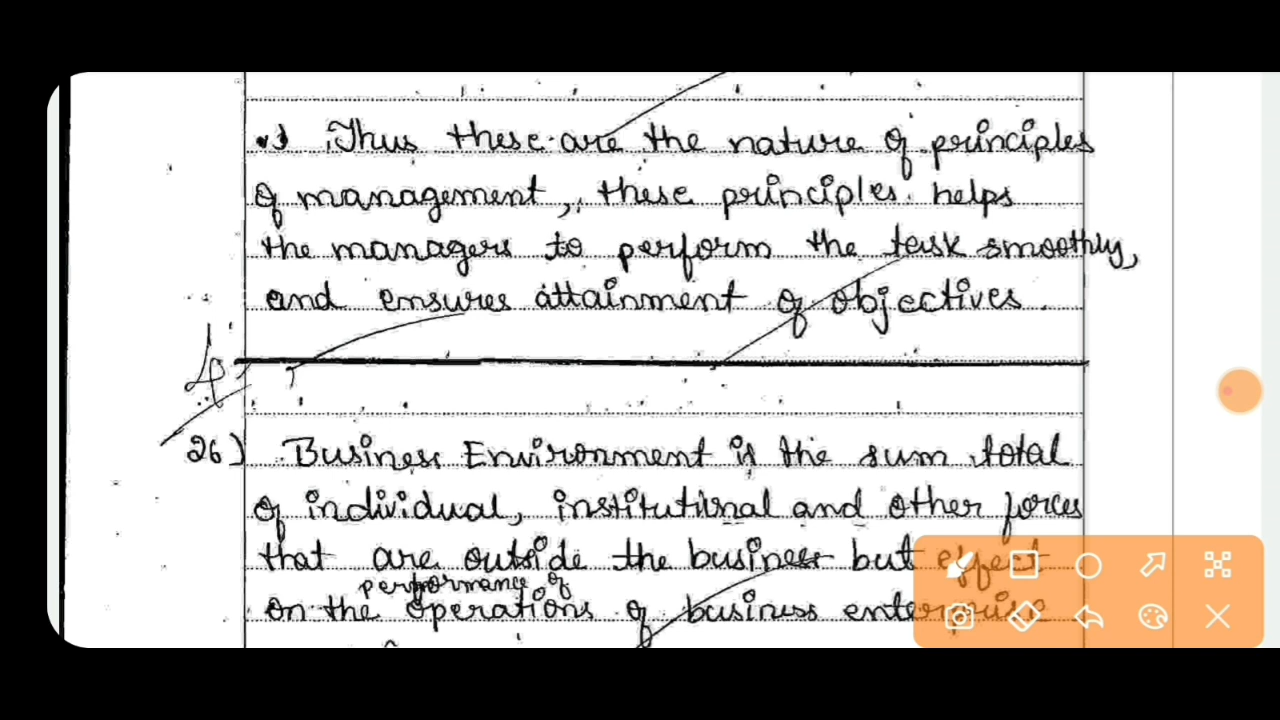 Thus these are the nature of principles
of management, these principles helps
the managers to perform the task smoothly,
and ensures attainment of objectives.
26) Business Environment is the sum total
of individual, institutional and other forces
that are outside the business but effect
performance of
on the operations of business enterprise